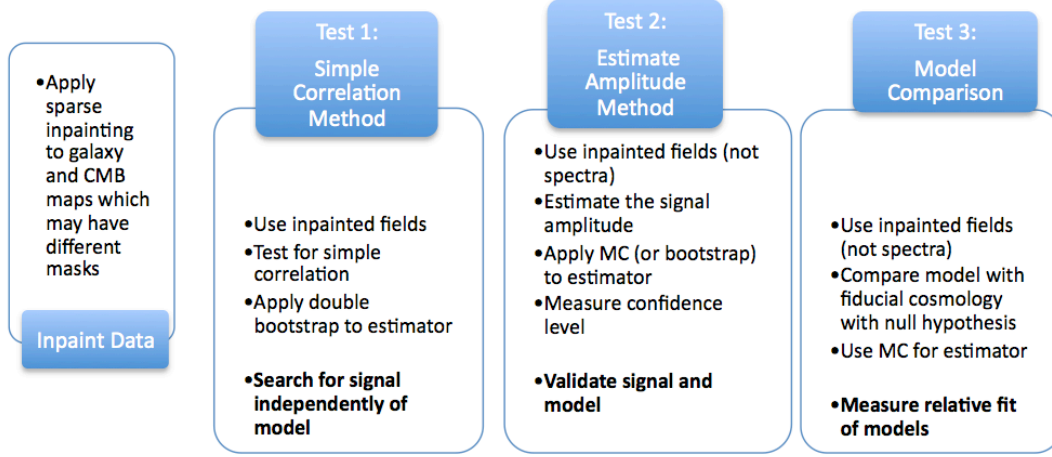 •Apply
sparse
inpainting
to galaxy
and CMB
maps which
may have
different
masks
Inpaint Data
Test 1:
Simple
Correlation
Method
•Use inpainted fields
•Test for simple
correlation
•Apply double
bootstrap to estimator
•Search for signal
independently of
model
Test 2:
Estimate
Amplitude
Method
•Use inpainted fields (not
spectra)
•Estimate the signal
amplitude
•Apply MC (or bootstrap)
to estimator
•Measure confidence
level
•Validate signal and
model
Test 3:
Model
Comparison
•Use inpainted fields
(not spectra)
•Compare model with
fiducial cosmology
with null hypothesis
•Use MC for estimator
•Measure relative fit
of models